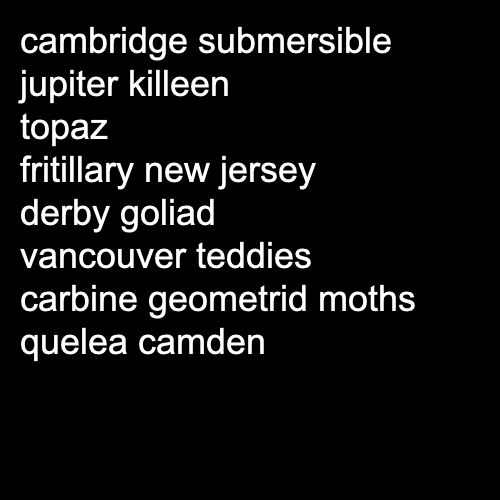 cambridge submersible
jupiter killeen
topaz
fritillary new jersey
derby goliad
vancouver teddies
carbine geometrid moths
quelea camden